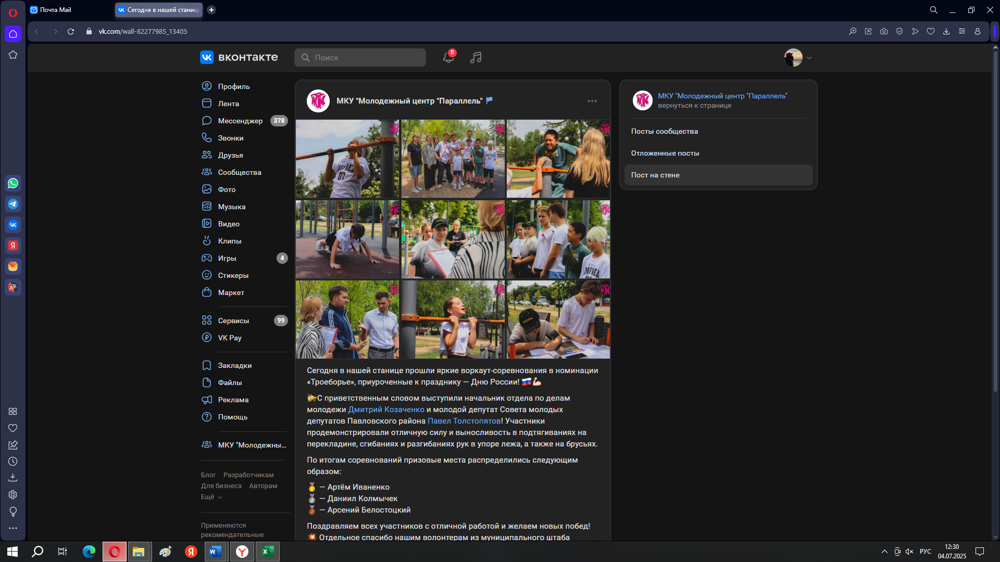 Почта Mail
Сегодня в нашей станице
vk.com/wall-82277985_13405
вконтакте
Поиск
8
Профиль
Лента
Мессенджер 378
Звонки
Друзья
Сообщества
Фото
Музыка
Видео
Клипы
Игры 4
Стикеры
Маркет
Сервисы 99
VK Pay
Закладки
Файлы
Реклама
Помощь
МКУ "Молодежны...
Блог Разработчикам
Для бизнеса Авторам
Ещё
Применяются
рекомендательные
МКУ "Молодежный центр "Параллель"
Сегодня в нашей станице прошли яркие воркаут-соревнования в номинации
«Троеборье», приуроченные к празднику — Дню России! 🇷🇺💪🏻
📢С приветственным словом выступили начальник отдела по делам
молодежи Дмитрий Козаченко и молодой депутат Совета молодых
депутатов Павловского района Павел Толстопятов! Участники
продемонстрировали отличную силу и выносливость в подтягиваниях на
перекладине, сгибаниях и разгибаниях рук в упоре лежа, а также на брусьях.
По итогам соревнований призовые места распределились следующим
образом:
🥇 — Артём Иваненко
🥈 — Даниил Колмычек
🥉 — Арсений Белостоцкий
Поздравляем всех участников с отличной работой и желаем новых побед!
💥 Отдельное спасибо нашим волонтерам из муниципального штаба
МКУ "Молодежный центр "Параллель"
вернуться к странице
Посты сообщества
Отложенные посты
Пост на стене
РУС
12:30
04.07.2025